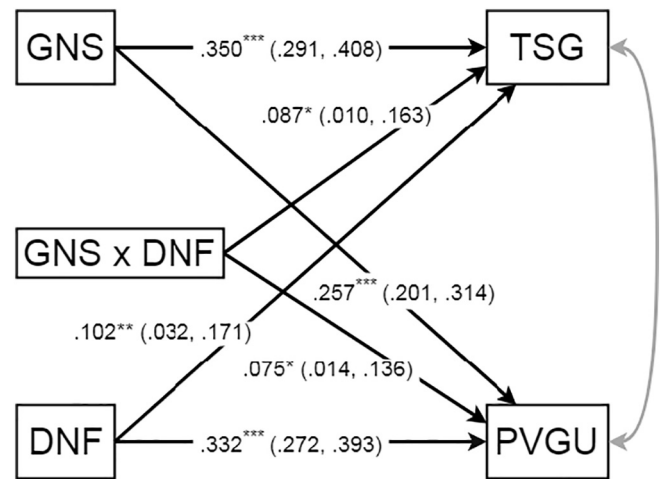 GNS
.350*** (.291, .408)
TSG
.087* (.010, .163)
GNS x DNF
.257*** (.201, .314)
.102** (.032, .171)
.075* (.014, .136)
DNF
.332*** (.272, .393)
PVGU